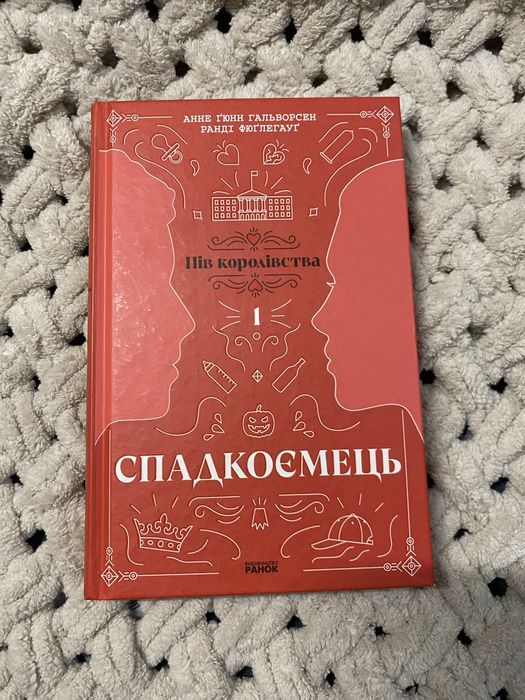 АННЕ ҐЮНН ГАЛЬВОРСЕН
РАНДІ ФЮҐЛЕГАУҐ
Пів королівства
1
СПАДКОЄМЕЦЬ
ВИДАВНИЦТВО
РАНОК